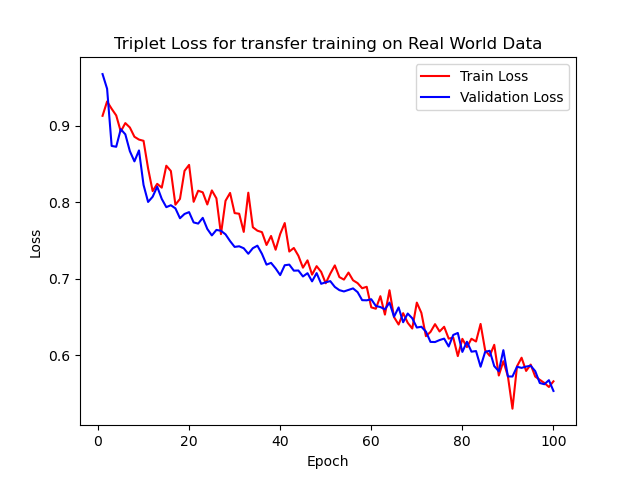 Triplet Loss for transfer training on Real World Data
Train Loss
Validation Loss
0.9
0.8
0.7
0.6
Loss
0
20
40
60
80
100
Epoch